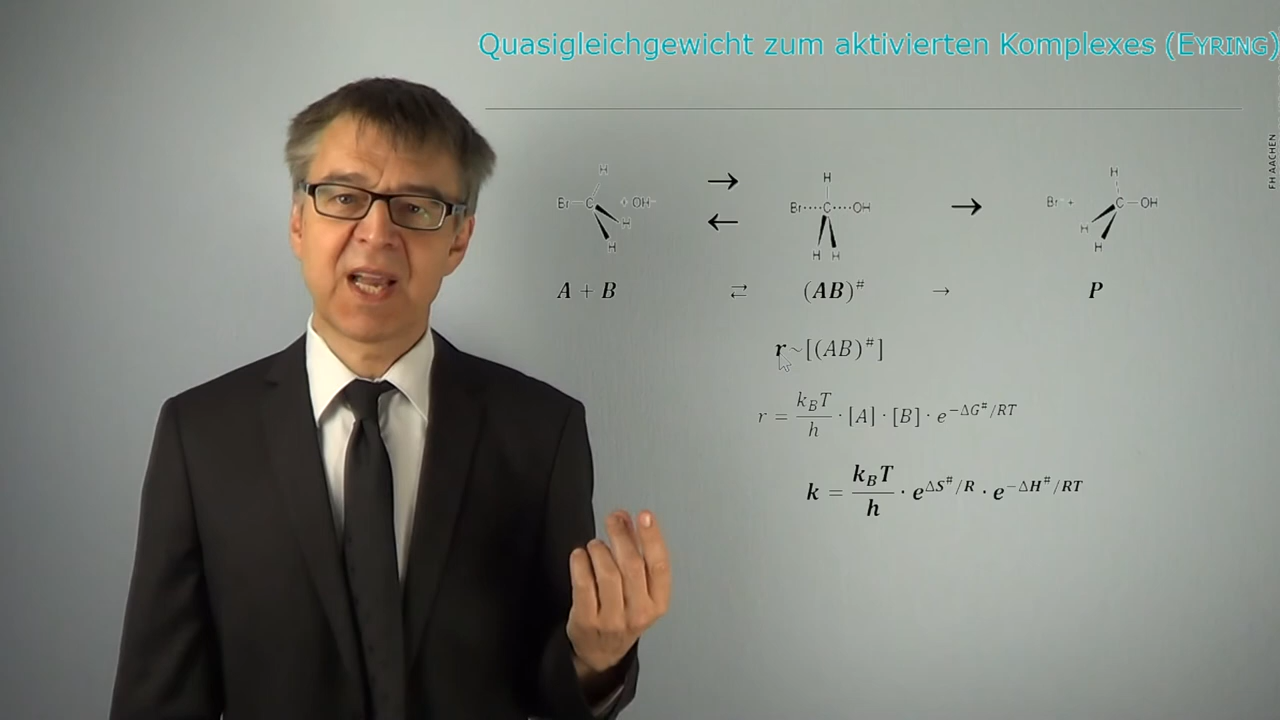 Quasigleichgewicht zum aktivierten Komplexes (EYRING)
FH AACHEN
H
Br C + OH⁻
H
H
→
←
H
Br C OH
H H
→
H
Br⁻ + C OH
H
H
A + B ⇄ (AB)^# → P
r ~ [(AB)^#]
r = k_B T / h · [A] · [B] · e^{-ΔG^#/RT}
k = k_B T / h · e^{ΔS^#/R} · e^{-ΔH^#/RT}